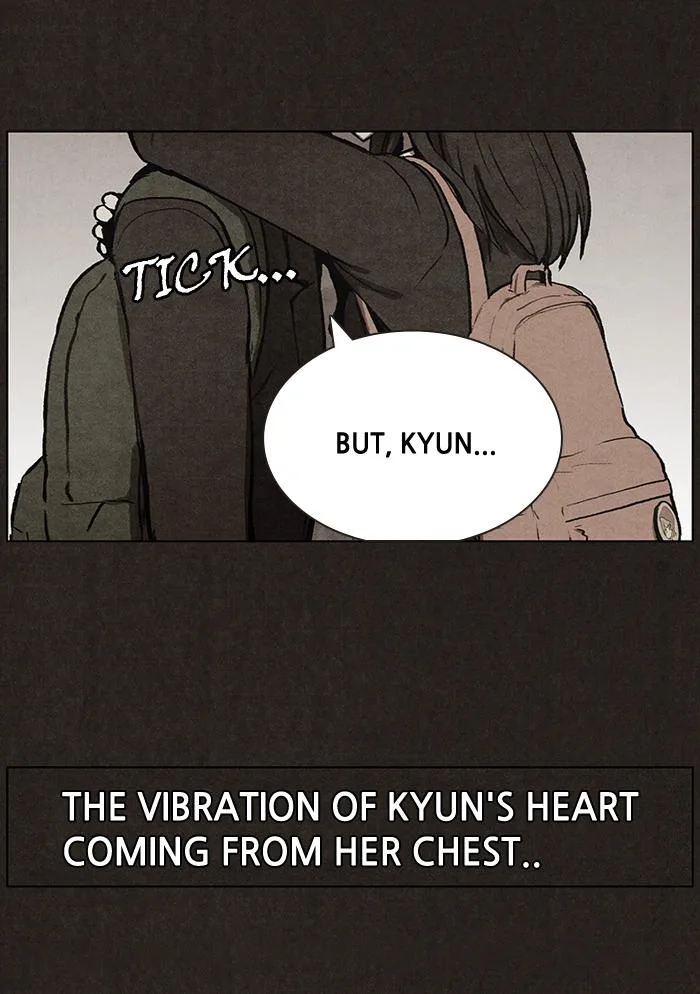 TICK...
BUT, KYUN...
THE VIBRATION OF KYUN'S HEART
COMING FROM HER CHEST..